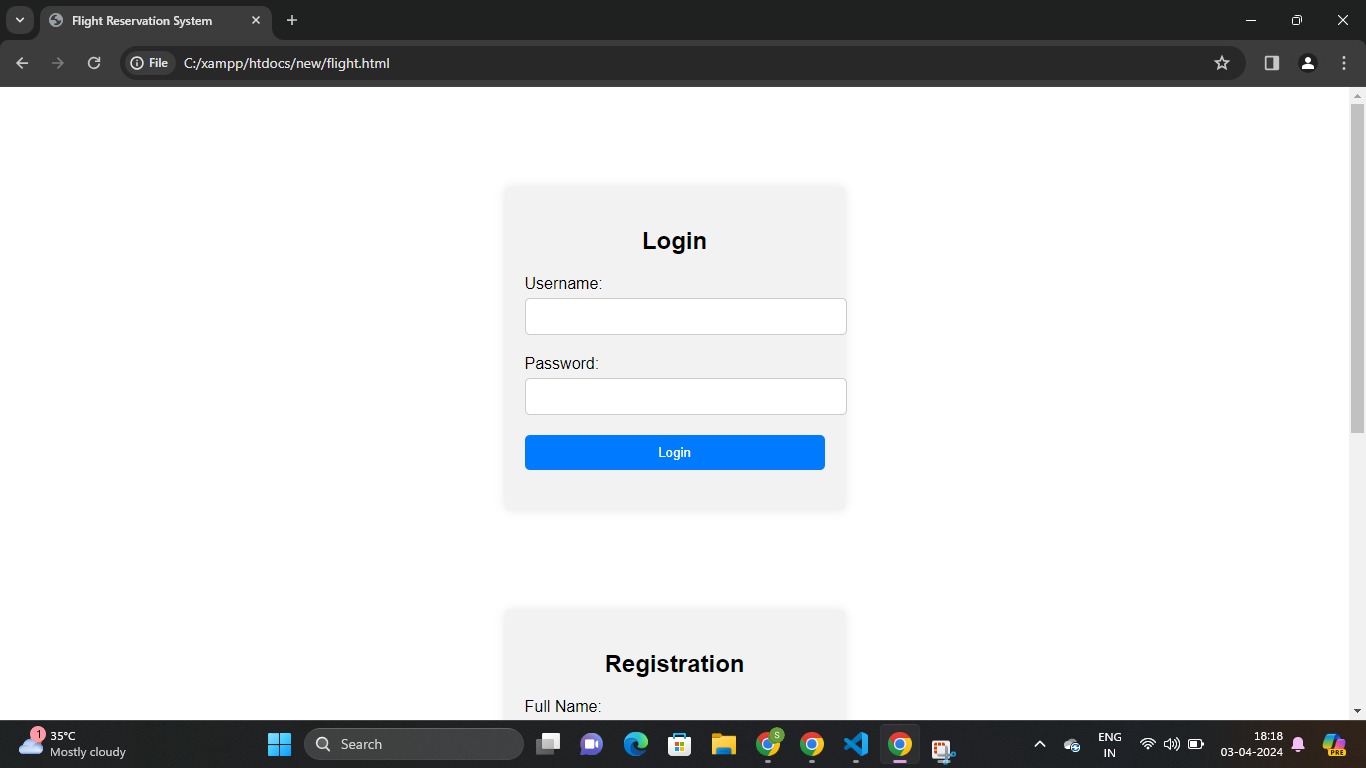 Flight Reservation System
File
C:/xampp/htdocs/new/flight.html
Login
Username:
Password:
Login
Registration
Full Name:
1
35°C
Mostly cloudy
Search
S
ENG
IN
18:18
03-04-2024
PRE